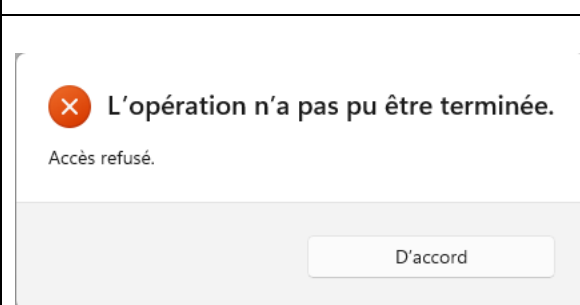 L’opération n’a pas pu être terminée.
Accès refusé.
D’accord